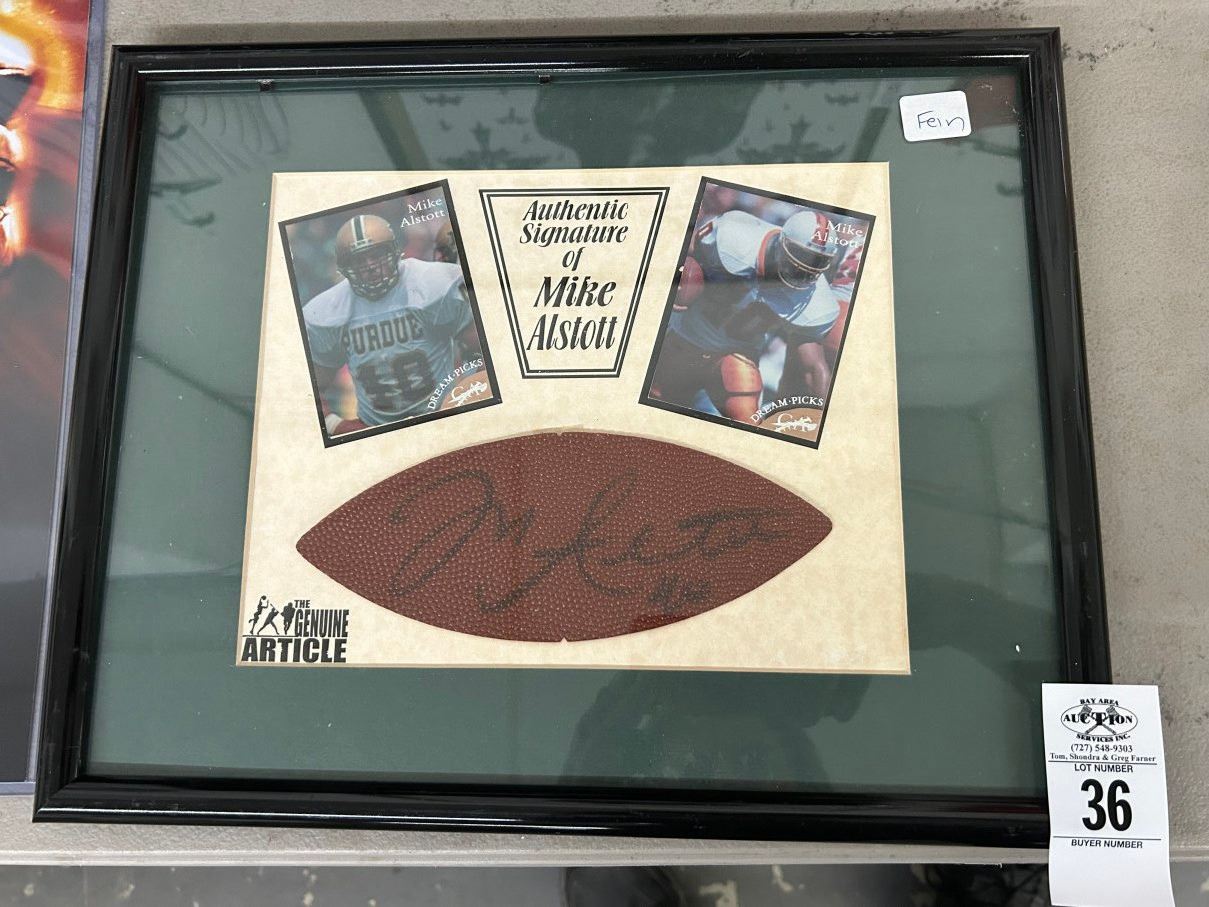 Fein
Mike
Alstott
PURDUE
40
DREAM·PICKS
Authentic
Signature
of
Mike
Alstott
Mike
Alstott
DREAM·PICKS
THE
GENUINE
ARTICLE
BAY AREA
AUCTION
SERVICES INC.
(727) 548-9303
Tom, Shondra & Greg Farner
LOT NUMBER
36
BUYER NUMBER